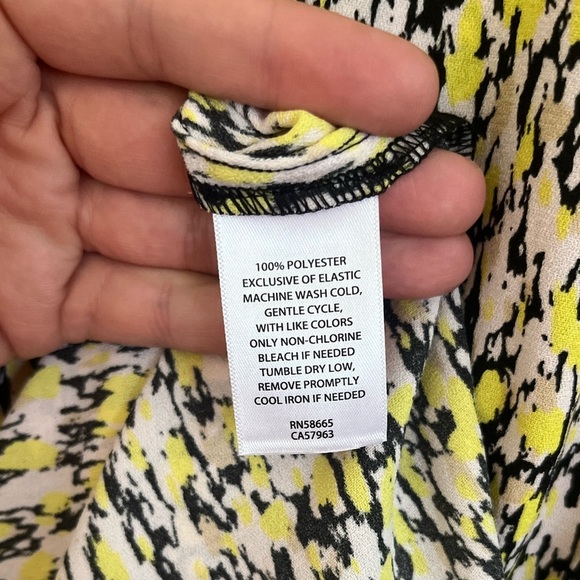 100% POLYESTER
EXCLUSIVE OF ELASTIC
MACHINE WASH COLD,
GENTLE CYCLE,
WITH LIKE COLORS
ONLY NON-CHLORINE
BLEACH IF NEEDED
TUMBLE DRY LOW,
REMOVE PROMPTLY
COOL IRON IF NEEDED
RN58665
CA57963